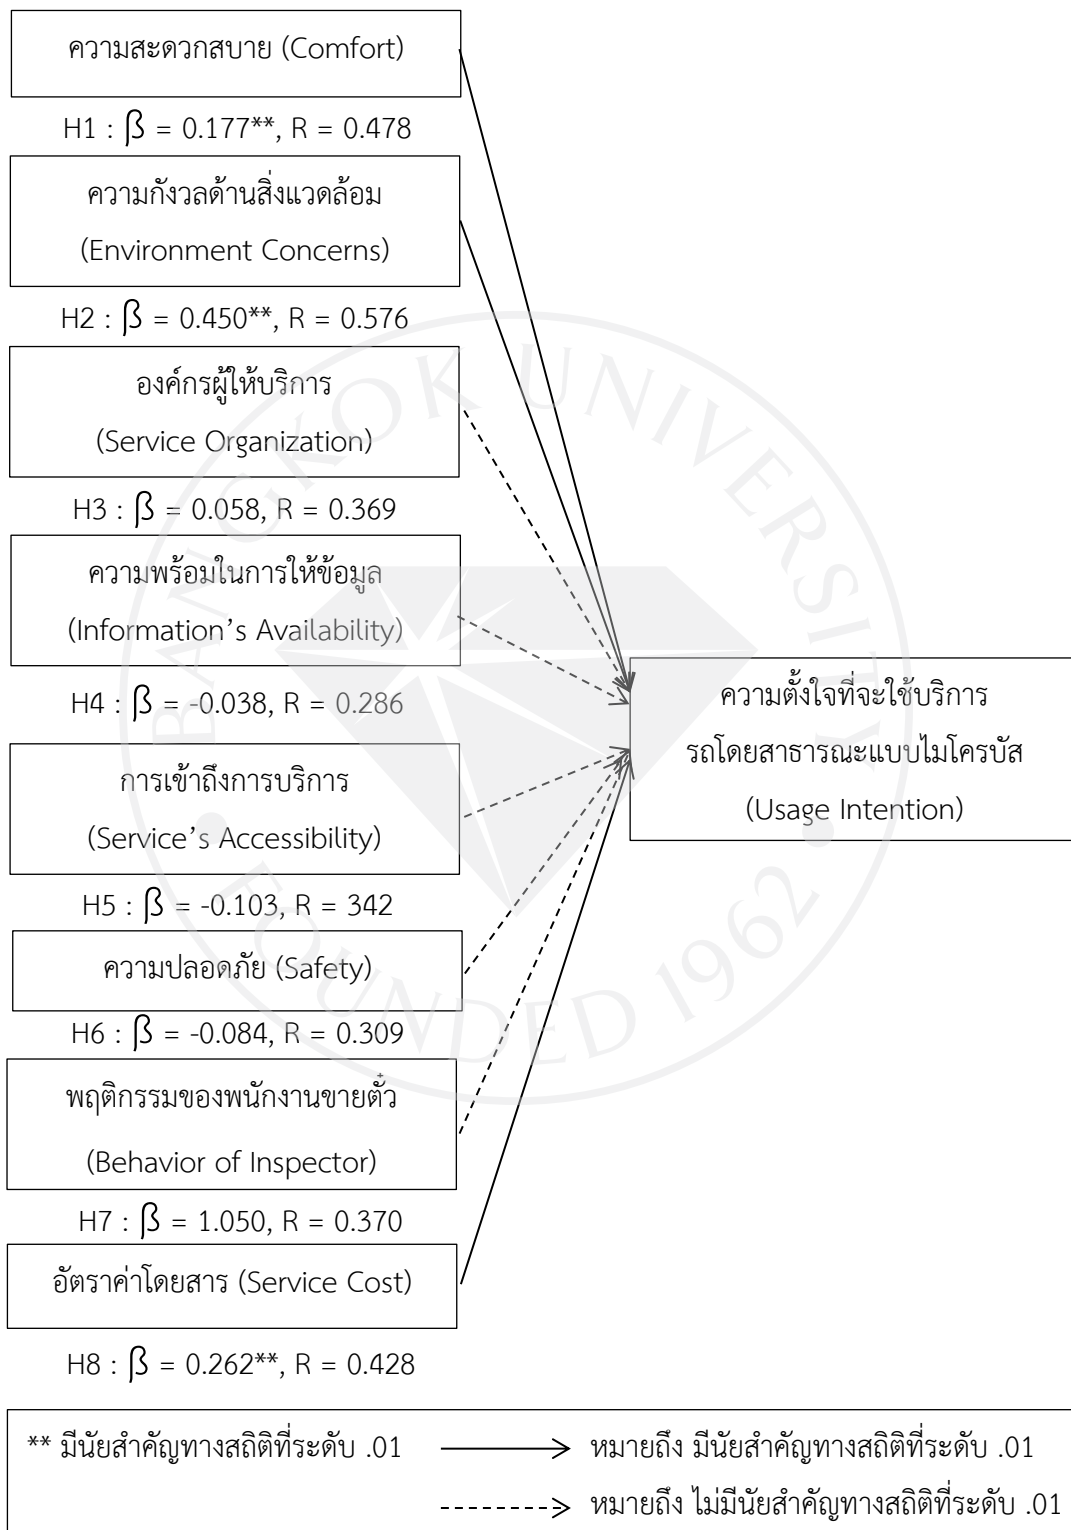 ความสะดวกสบาย (Comfort)
H1 : β = 0.177**, R = 0.478
ความกังวลด้านสิ่งแวดล้อม
(Environment Concerns)
H2 : β = 0.450**, R = 0.576
องค์กรผู้ให้บริการ
(Service Organization)
H3 : β = 0.058, R = 0.369
ความพร้อมในการให้ข้อมูล
(Information’s Availability)
H4 : β = -0.038, R = 0.286
การเข้าถึงการบริการ
(Service’s Accessibility)
H5 : β = -0.103, R = 342
ความปลอดภัย (Safety)
H6 : β = -0.084, R = 0.309
พฤติกรรมของพนักงานขายตั๋ว
(Behavior of Inspector)
H7 : β = 1.050, R = 0.370
อัตราค่าโดยสาร (Service Cost)
H8 : β = 0.262**, R = 0.428
ความตั้งใจที่จะใช้บริการ
รถโดยสาธารณะแบบไมโครบัส
(Usage Intention)
** มีนัยสำคัญทางสถิติที่ระดับ .01
หมายถึง มีนัยสำคัญทางสถิติที่ระดับ .01
หมายถึง ไม่มีนัยสำคัญทางสถิติที่ระดับ .01
BANGKOK UNIVERSITY
FOUNDED 1962